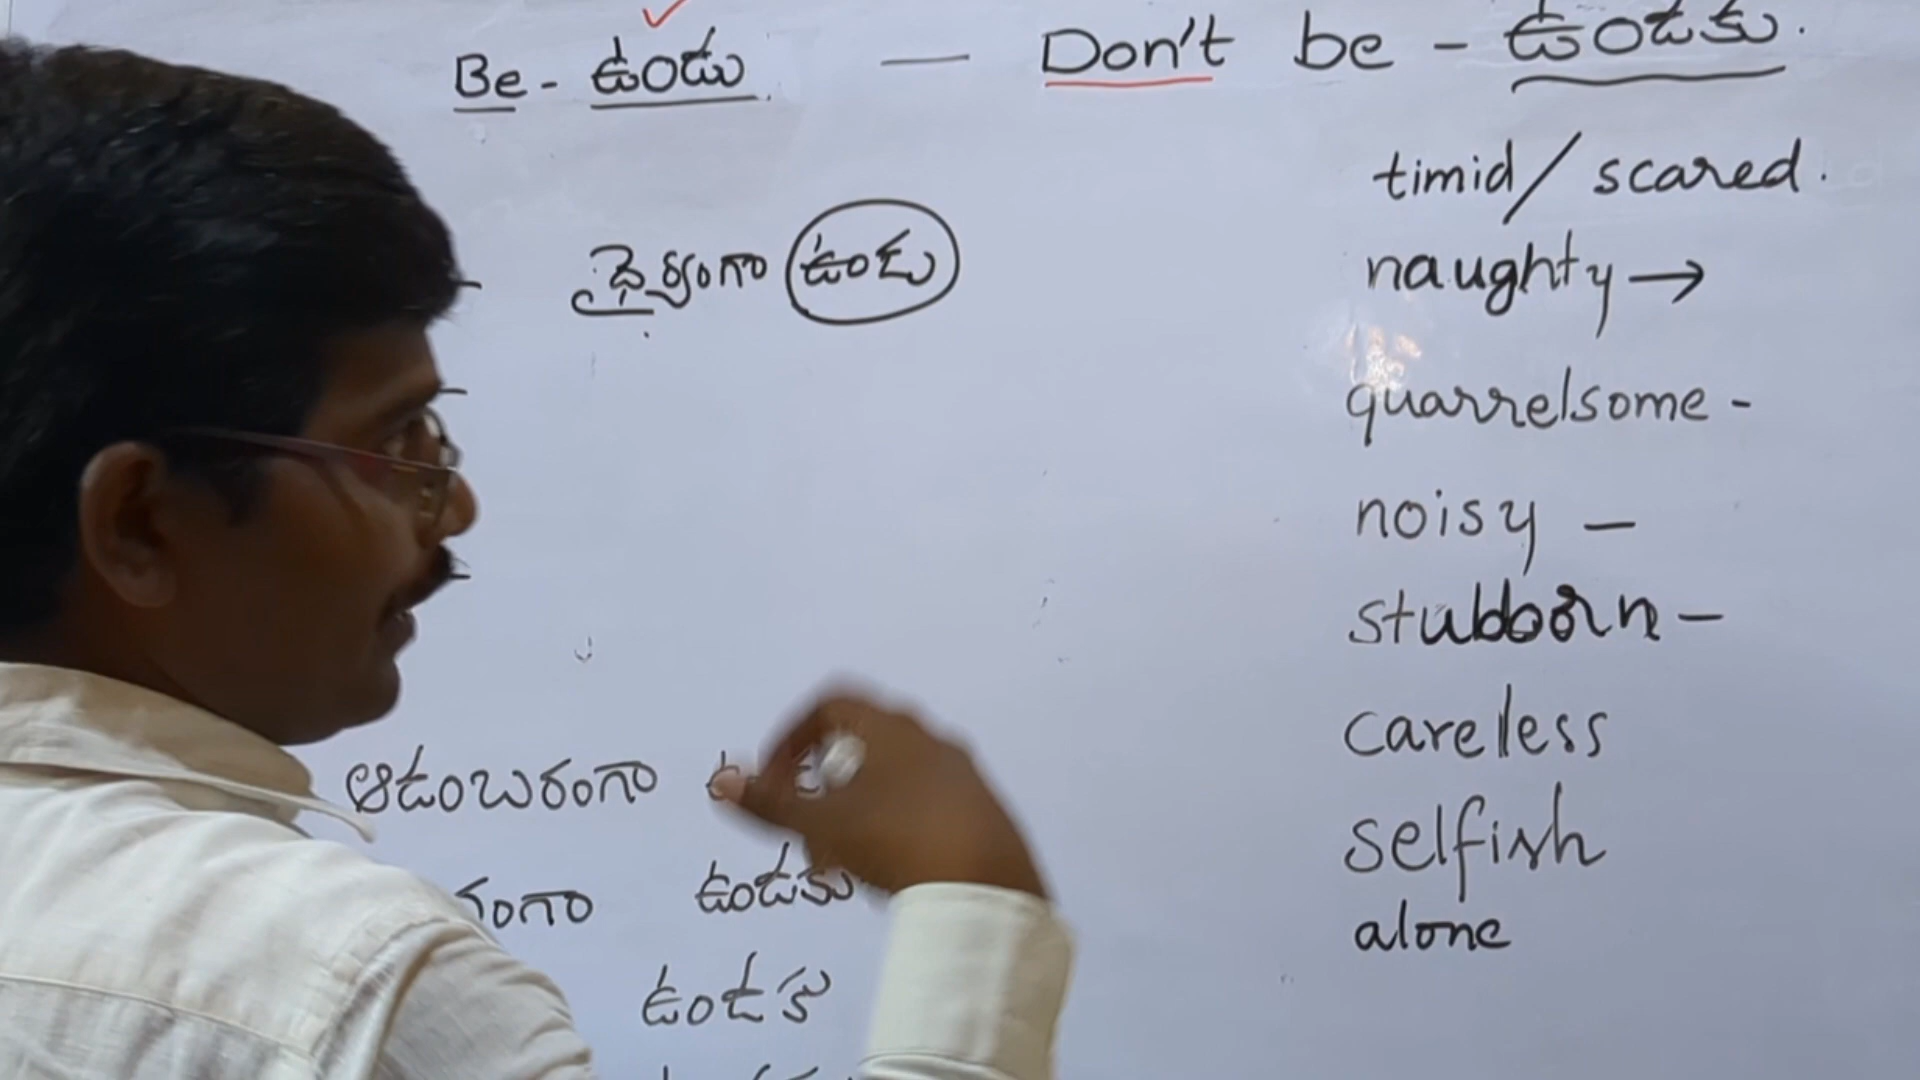 Be - ఉండు — Don't be - ఉండకు.
timid / scared.
ధైర్యంగా ఉండు
naughty →
quarrelsome -
noisy —
stubborn —
careless
ఆడంబరంగా
selfish
ఉండకు
alone
ఉండకు